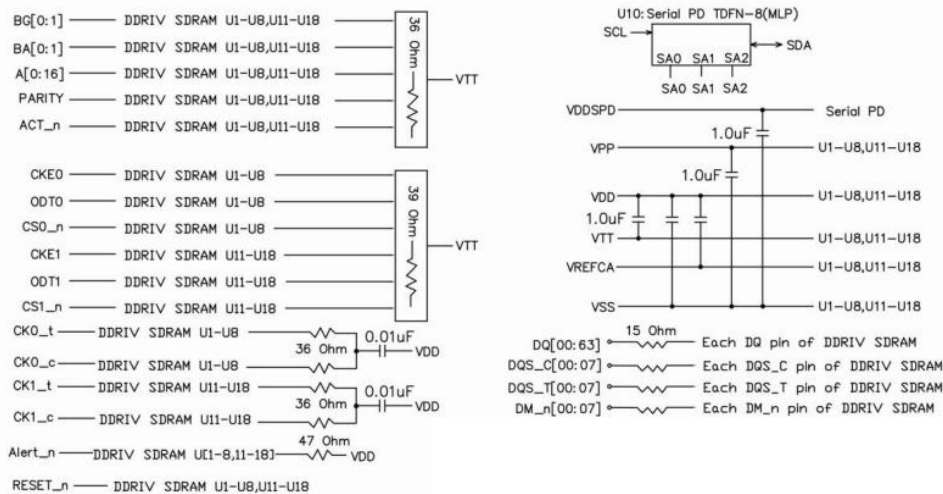 BG[0:1] DDRIV SDRAM U1-U8,U11-U18
BA[0:1] DDRIV SDRAM U1-U8,U11-U18
A[0:16] DDRIV SDRAM U1-U8,U11-U18
PARITY DDRIV SDRAM U1-U8,U11-U18
ACT_n DDRIV SDRAM U1-U8,U11-U18
36 Ohm
VTT
CKE0 DDRIV SDRAM U1-U8
ODT0 DDRIV SDRAM U1-U8
CS0_n DDRIV SDRAM U1-U8
CKE1 DDRIV SDRAM U11-U18
ODT1 DDRIV SDRAM U11-U18
CS1_n DDRIV SDRAM U11-U18
39 Ohm
VTT
CK0_t DDRIV SDRAM U1-U8
36 Ohm 0.01uF VDD
CK0_c DDRIV SDRAM U1-U8
CK1_t DDRIV SDRAM U11-U18
36 Ohm 0.01uF VDD
CK1_c DDRIV SDRAM U11-U18
47 Ohm
Alert_n DDRIV SDRAM U[1-8,11-18] VDD
RESET_n DDRIV SDRAM U1-U8,U11-U18
U10:Serial PD TDFN-8(MLP)
SCL SDA
SA0 SA1 SA2
SA0 SA1 SA2
VDDSPD Serial PD
1.0uF
VPP U1-U8,U11-U18
1.0uF
VDD U1-U8,U11-U18
1.0uF
VTT U1-U8,U11-U18
VREFCA U1-U8,U11-U18
VSS U1-U8,U11-U18
15 Ohm
DQ[00:63] Each DQ pin of DDRIV SDRAM
DQS_C[00:07] Each DQS_C pin of DDRIV SDRAM
DQS_T[00:07] Each DQS_T pin of DDRIV SDRAM
DM_n[00:07] Each DM_n pin of DDRIV SDRAM